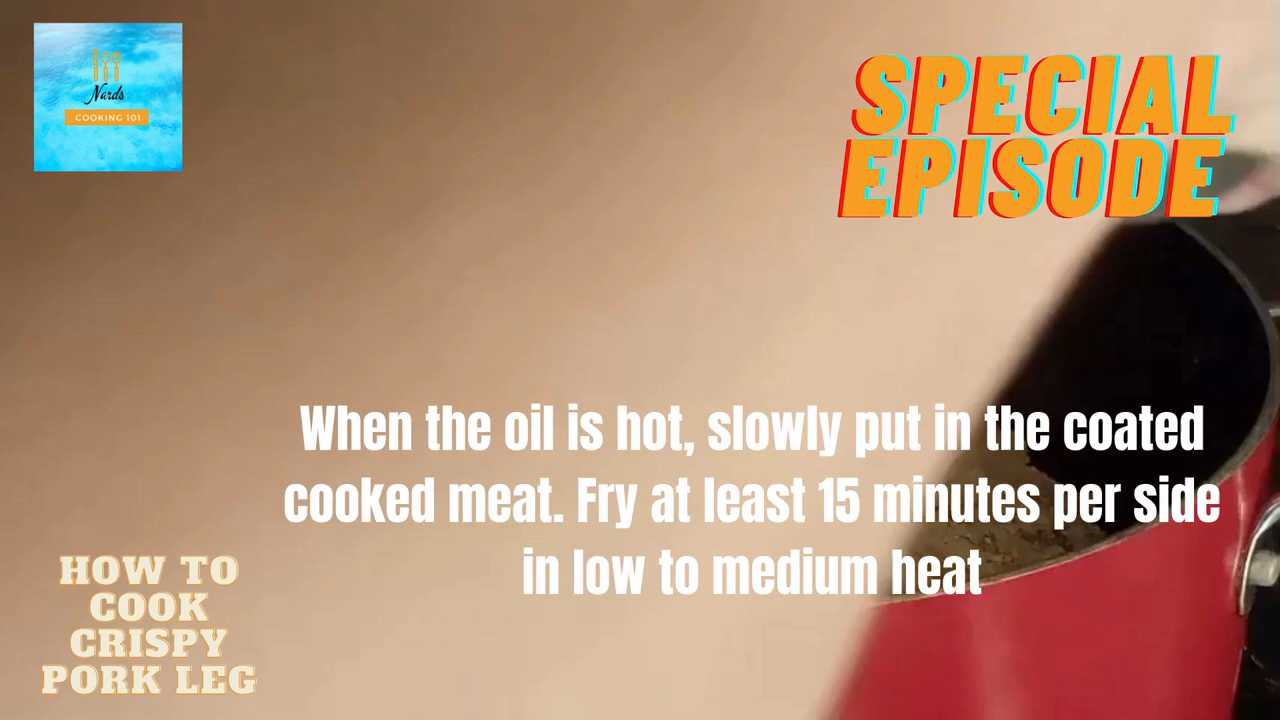 Nards
COOKING 101
SPECIAL
EPISODE
When the oil is hot, slowly put in the coated
cooked meat. Fry at least 15 minutes per side
in low to medium heat
HOW TO
COOK
CRISPY
PORK LEG